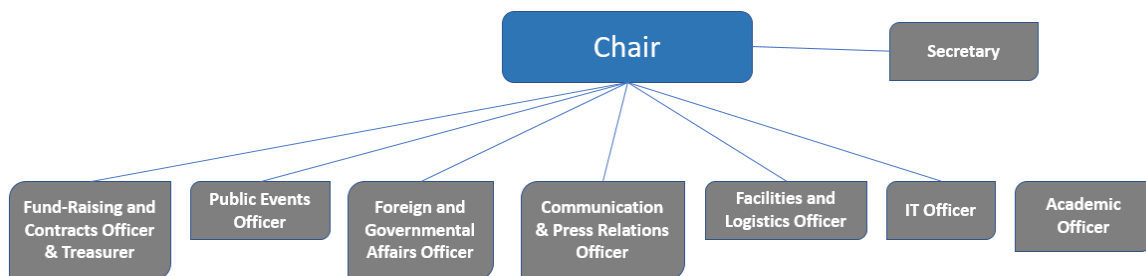 Chair
Secretary
Fund-Raising and
Contracts Officer
& Treasurer
Public Events
Officer
Foreign and
Governmental
Affairs Officer
Communication
& Press Relations
Officer
Facilities and
Logistics Officer
IT Officer
Academic
Officer